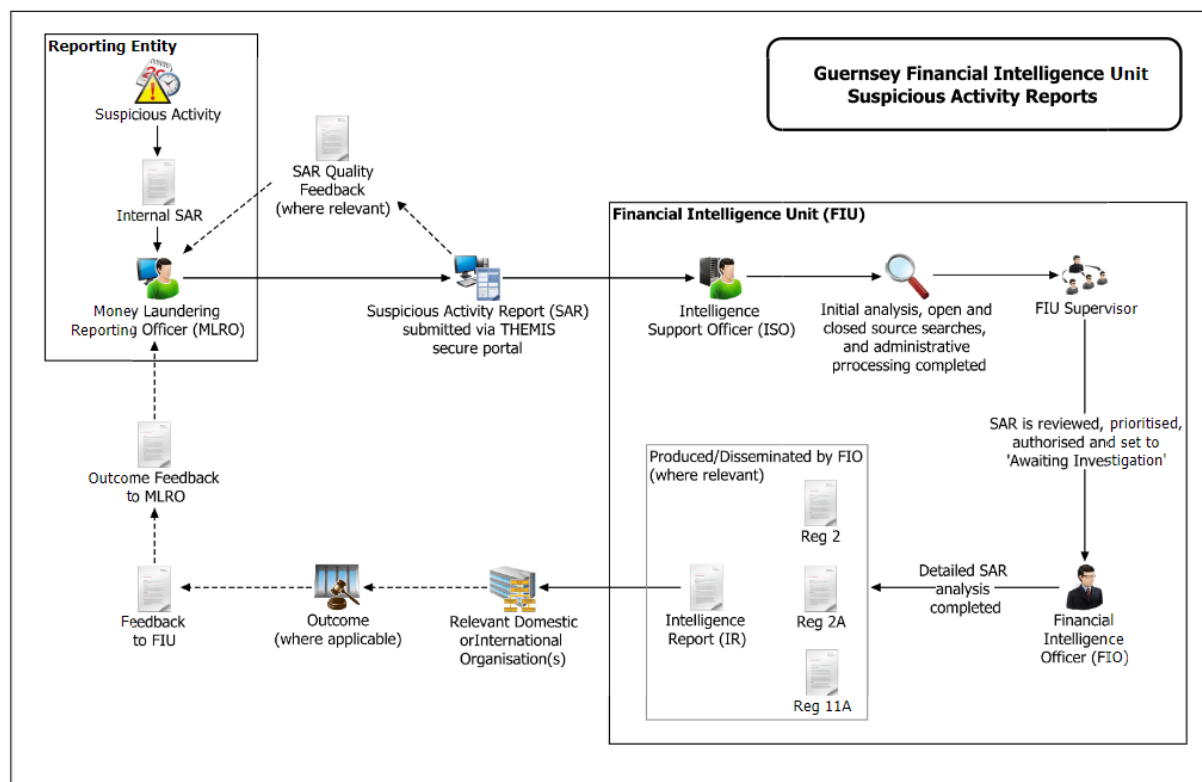 Reporting Entity
Suspicious Activity
Internal SAR
Money Laundering
Reporting Officer (MLRO)
Guernsey Financial Intelligence Unit
Suspicious Activity Reports
SAR Quality
Feedback
(where relevant)
Suspicious Activity Report (SAR)
submitted via THEMIS
secure portal
Financial Intelligence Unit (FIU)
Intelligence
Support Officer (ISO)
Initial analysis, open and
closed source searches,
and administrative
prrocessing completed
FIU Supervisor
SAR is reviewed, prioritised,
authorised and set to
'Awaiting Investigation'
Financial
Intelligence
Officer (FIO)
Detailed SAR
analysis
completed
Produced/Disseminated by FIO
(where relevant)
Reg 2
Reg 2A
Reg 11A
Intelligence
Report (IR)
Relevant Domestic
orInternational
Organisation(s)
Outcome
(where applicable)
Feedback
to FIU
Outcome Feedback
to MLRO